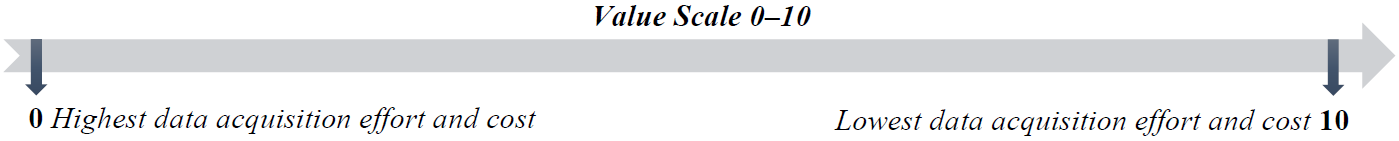 Value Scale 0–10
0 Highest data acquisition effort and cost
Lowest data acquisition effort and cost 10